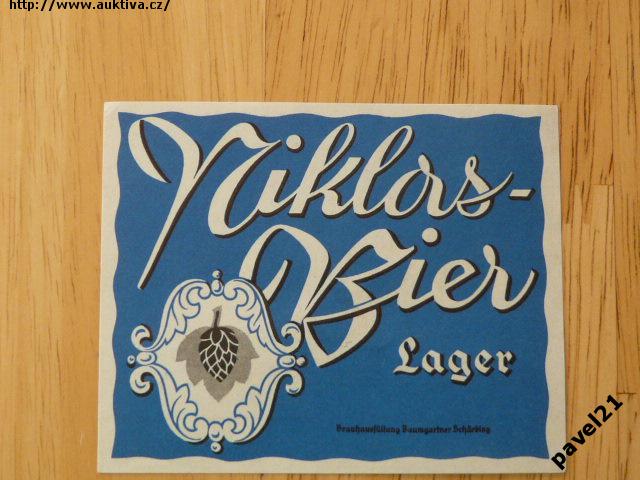 http://www.auktiva.cz/
Niklas-
Bier
Lager
Brauhausfüllung Baumgartner Schärding
pavel21